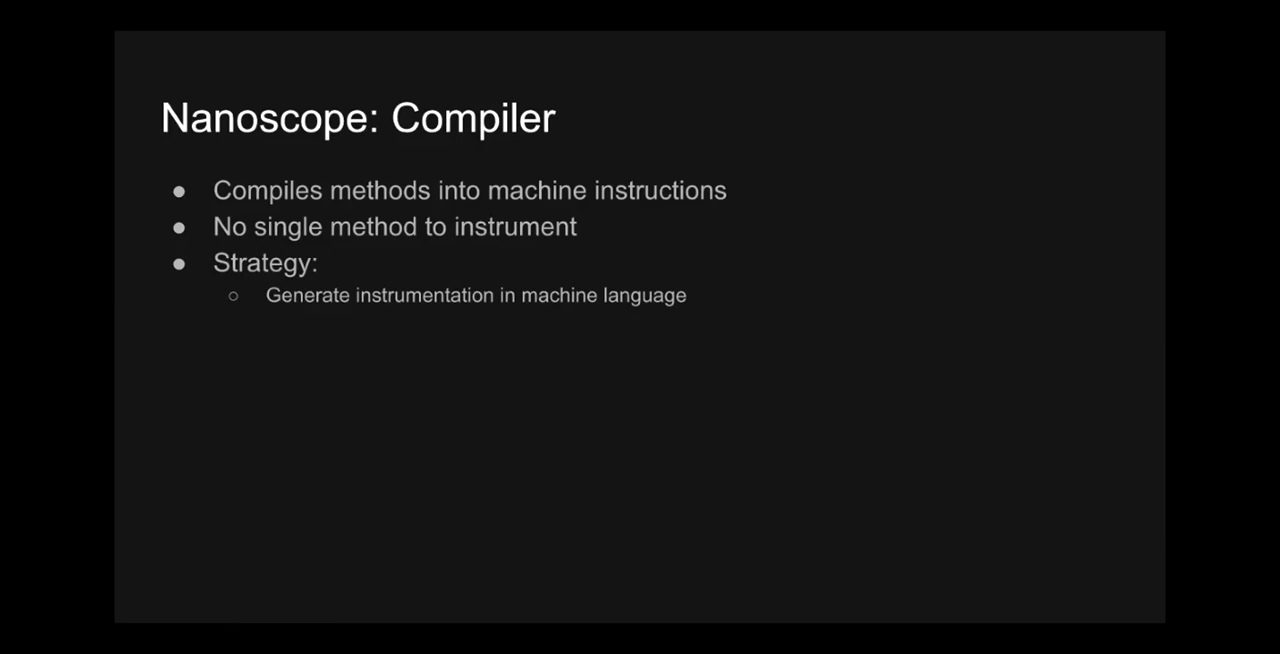 Nanoscope: Compiler
● Compiles methods into machine instructions
● No single method to instrument
● Strategy:
○ Generate instrumentation in machine language